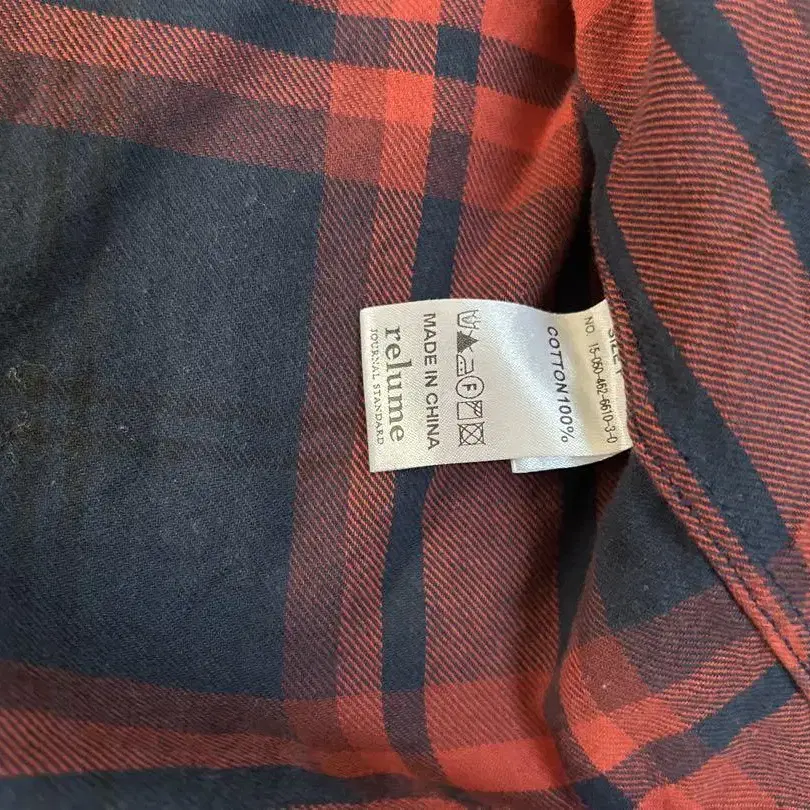 relume
JOURNAL STANDARD
MADE IN CHINA
F
COTTON100%
NO. 15-050-462-6610-3-0